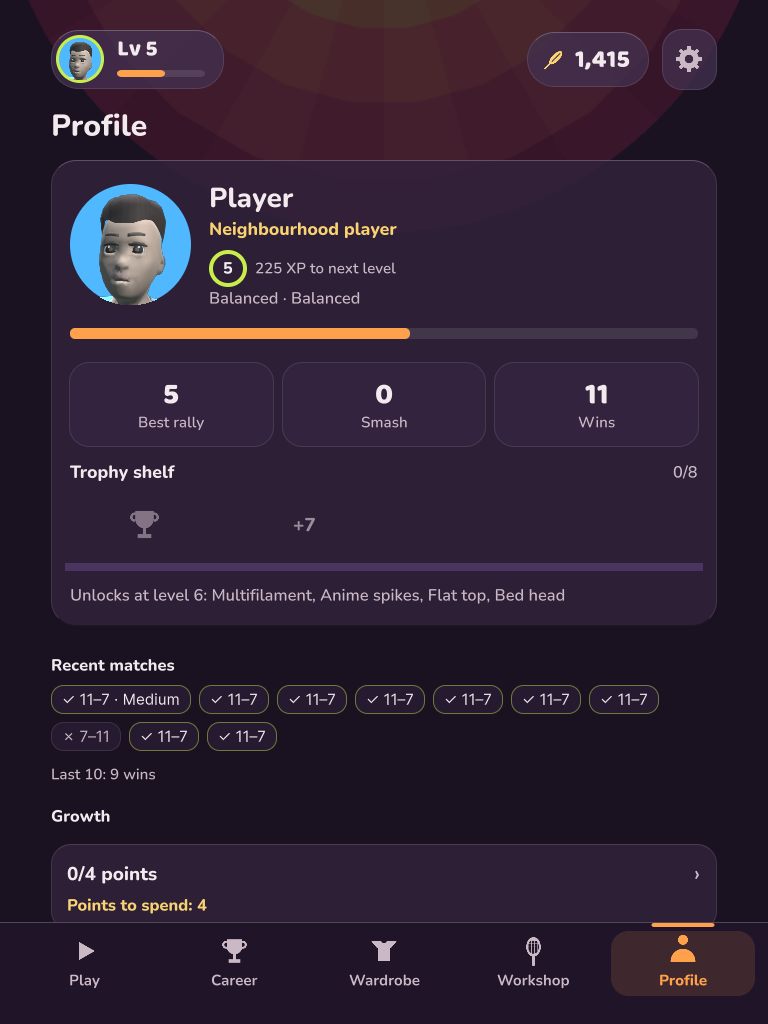 Lv 5
1,415
Profile
Player
Neighbourhood player
5 225 XP to next level
Balanced · Balanced
5 0 11
Best rally Smash Wins
Trophy shelf 0/8
+7
Unlocks at level 6: Multifilament, Anime spikes, Flat top, Bed head
Recent matches
✓ 11–7 · Medium ✓ 11–7 ✓ 11–7 ✓ 11–7 ✓ 11–7 ✓ 11–7 ✓ 11–7
× 7–11 ✓ 11–7 ✓ 11–7
Last 10: 9 wins
Growth
0/4 points ›
Points to spend: 4
Play Career Wardrobe Workshop Profile